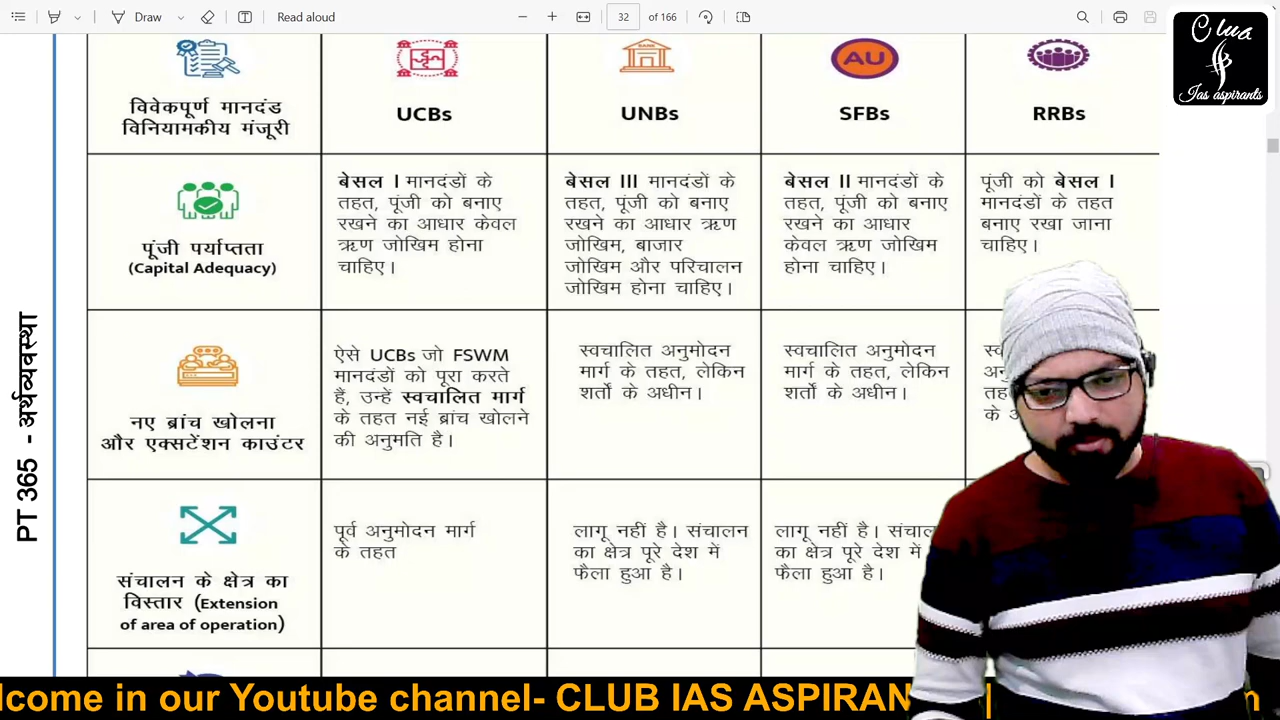 Draw
Read aloud
32
of 166
Clua
Ias aspirants
BANK
AU
विवेकपूर्ण मानदंड
विनियामकीय मंजूरी
UCBs
UNBs
SFBs
RRBs
पूंजी पर्याप्तता
(Capital Adequacy)
बेसल I मानदंडों के
तहत, पूंजी को बनाए
रखने का आधार केवल
ऋण जोखिम होना
चाहिए।
बेसल III मानदंडों के
तहत, पूंजी को बनाए
रखने का आधार ऋण
जोखिम, बाजार
जोखिम और परिचालन
जोखिम होना चाहिए।
बेसल II मानदंडों के
तहत, पूंजी को बनाए
रखने का आधार
केवल ऋण जोखिम
होना चाहिए।
पूंजी को बेसल I
मानदंडों के तहत
बनाए रखा जाना
चाहिए।
नए ब्रांच खोलना
और एक्सटेंशन काउंटर
ऐसे UCBs जो FSWM
मानदंडों को पूरा करते
हैं, उन्हें स्वचालित मार्ग
के तहत नई ब्रांच खोलने
की अनुमति है।
स्वचालित अनुमोदन
मार्ग के तहत, लेकिन
शर्तों के अधीन।
स्वचालित अनुमोदन
मार्ग के तहत, लेकिन
शर्तों के अधीन।
संचालन के क्षेत्र का
विस्तार (Extension
of area of operation)
पूर्व अनुमोदन मार्ग
के तहत
लागू नहीं है। संचालन
का क्षेत्र पूरे देश में
फैला हुआ है।
लागू नहीं है।
का क्षेत्र पूरे देश में
फैला हुआ है।
PT 365 - अर्थव्यवस्था
lcome in our Youtube channel- CLUB IAS ASPIRAN